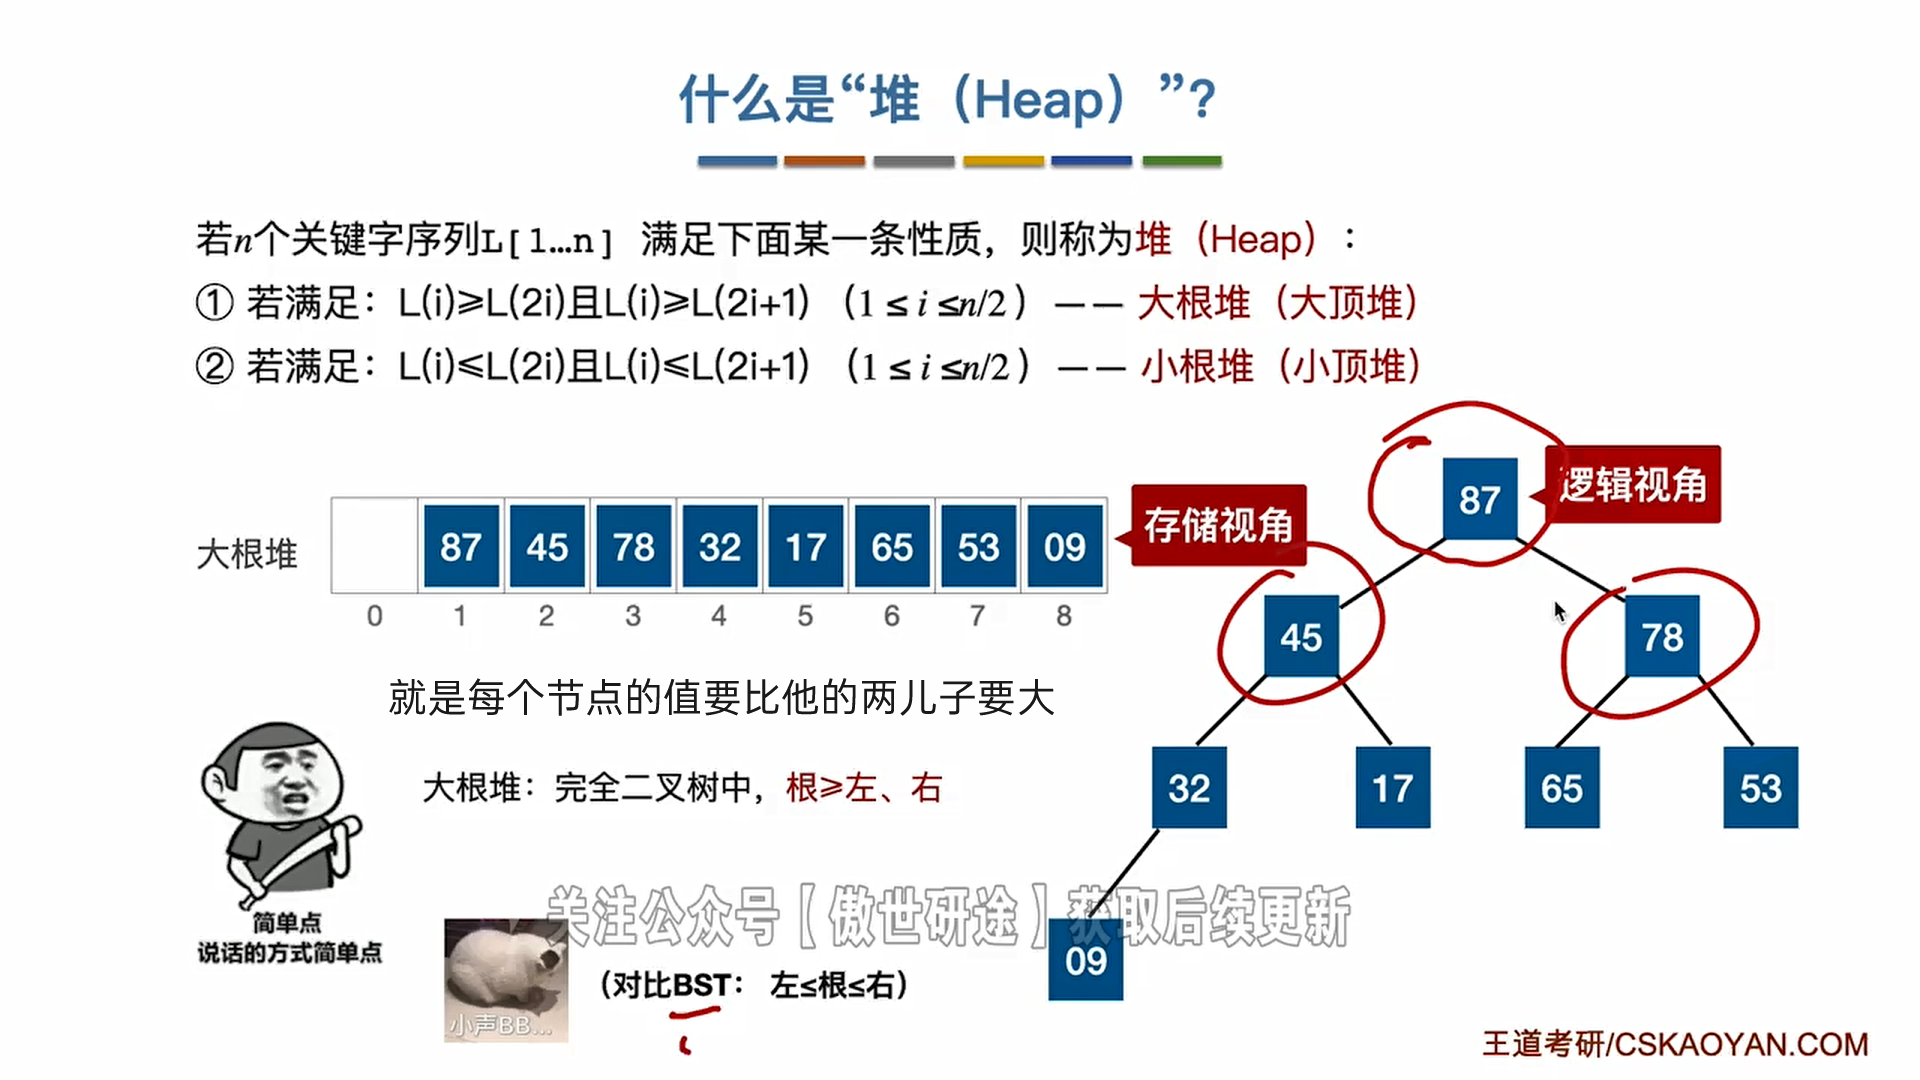 什么是“堆（Heap）”?
若n个关键字序列L[1…n] 满足下面某一条性质，则称为堆（Heap）：
① 若满足：L(i)≥L(2i)且L(i)≥L(2i+1)（1 ≤ i ≤n/2 ）—— 大根堆（大顶堆）
② 若满足：L(i)≤L(2i)且L(i)≤L(2i+1)（1 ≤ i ≤n/2 ）—— 小根堆（小顶堆）
大根堆
87 45 78 32 17 65 53 09
0 1 2 3 4 5 6 7 8
存储视角
逻辑视角
87
45 78
32 17 65 53
09
就是每个节点的值要比他的两儿子要大
大根堆：完全二叉树中，根≥左、右
简单点
说话的方式简单点
关注公众号【傲世研途】获取后续更新
小声BB...
（对比BST： 左≤根≤右）
王道考研/CSKAOYAN.COM